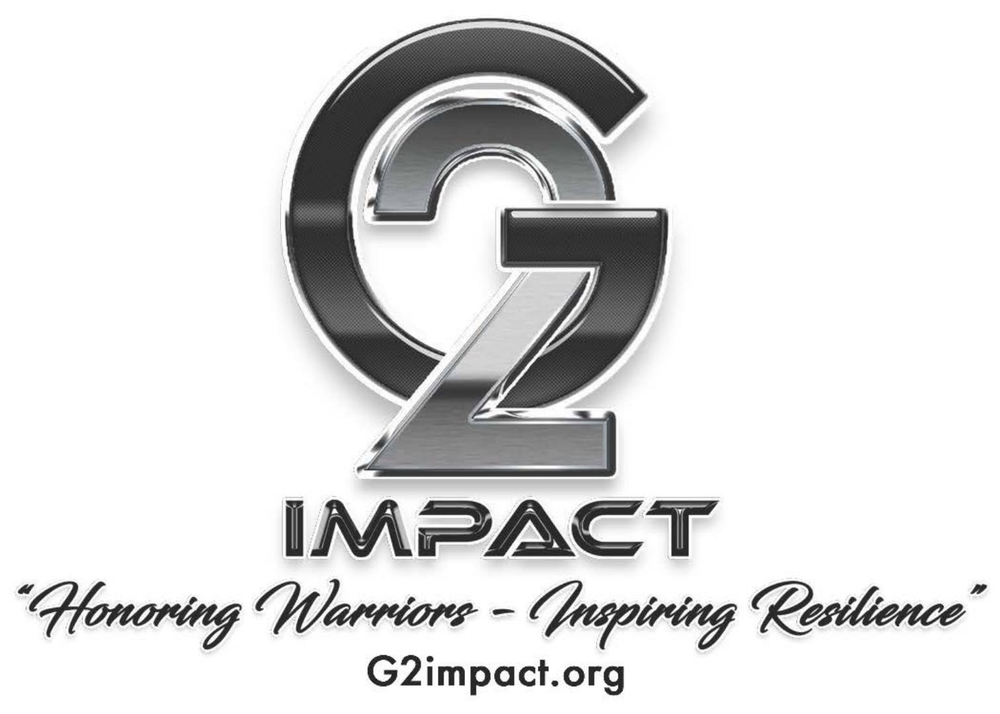 G2
IMPACT
"Honoring Warriors - Inspiring Resilience"
G2impact.org